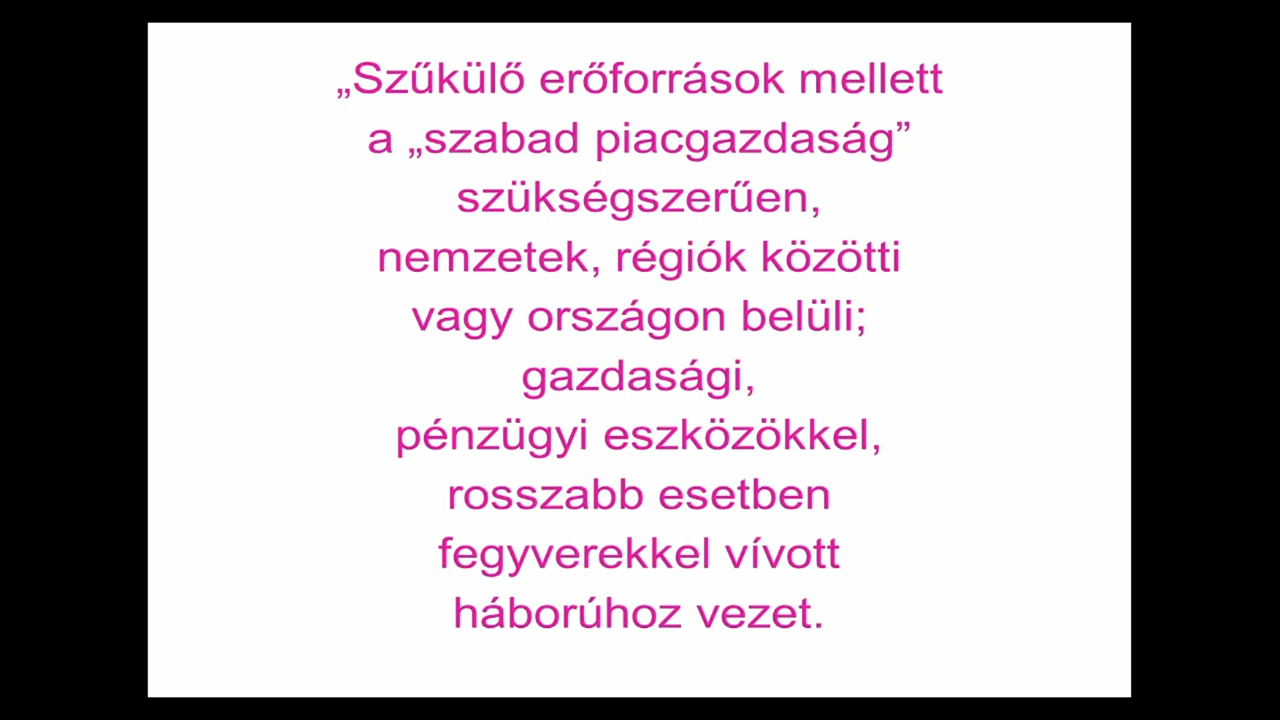 „Szűkülő erőforrások mellett
a „szabad piacgazdaság”
szükségszerűen,
nemzetek, régiók közötti
vagy országon belüli;
gazdasági,
pénzügyi eszközökkel,
rosszabb esetben
fegyverekkel vívott
háborúhoz vezet.